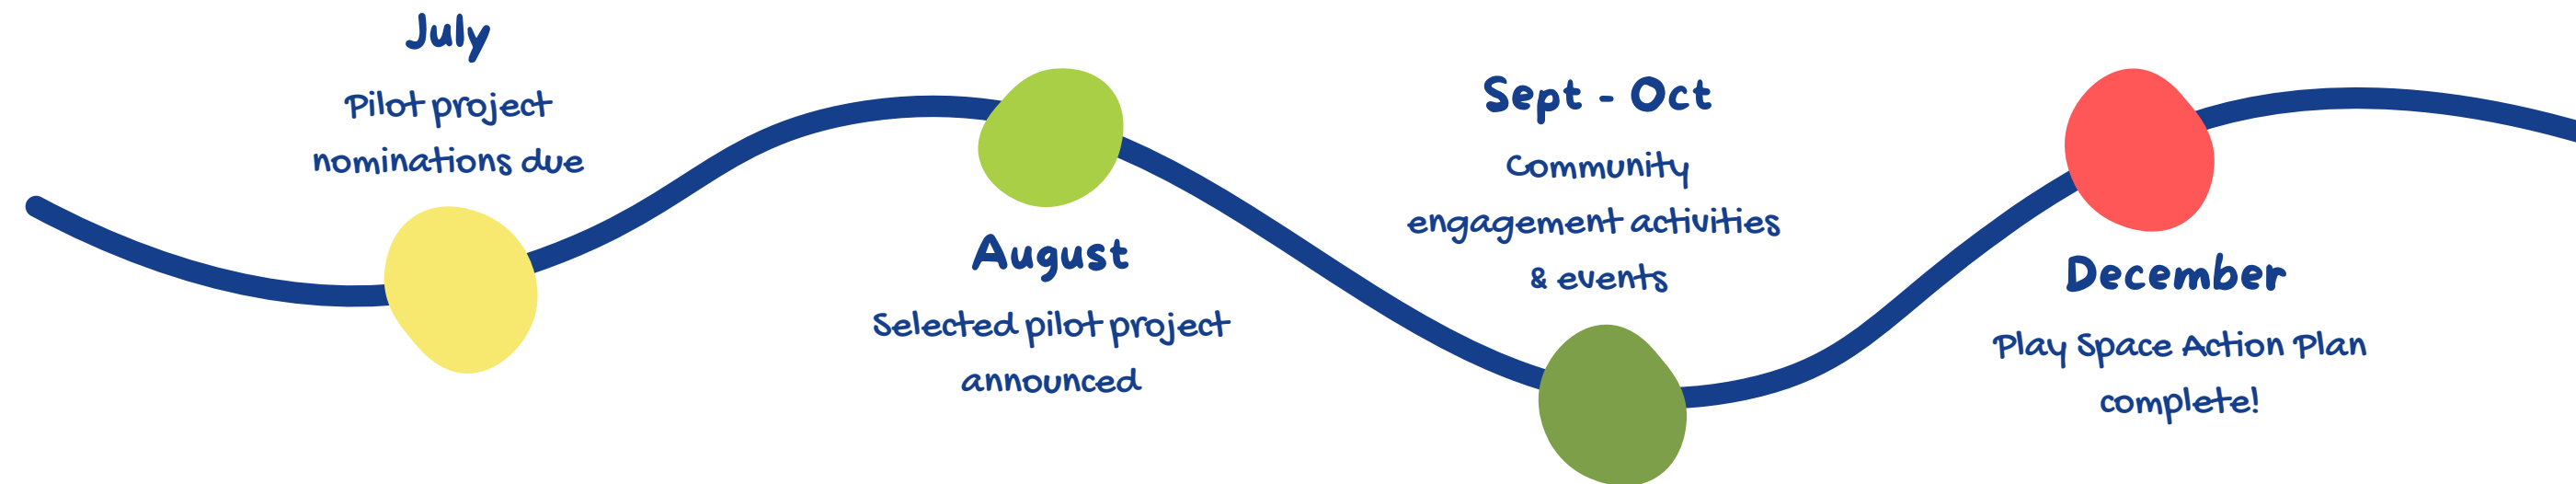 July
Pilot project
nominations due
August
Selected pilot project
announced
Sept - Oct
Community
engagement activities
& events
December
Play Space Action Plan
complete!